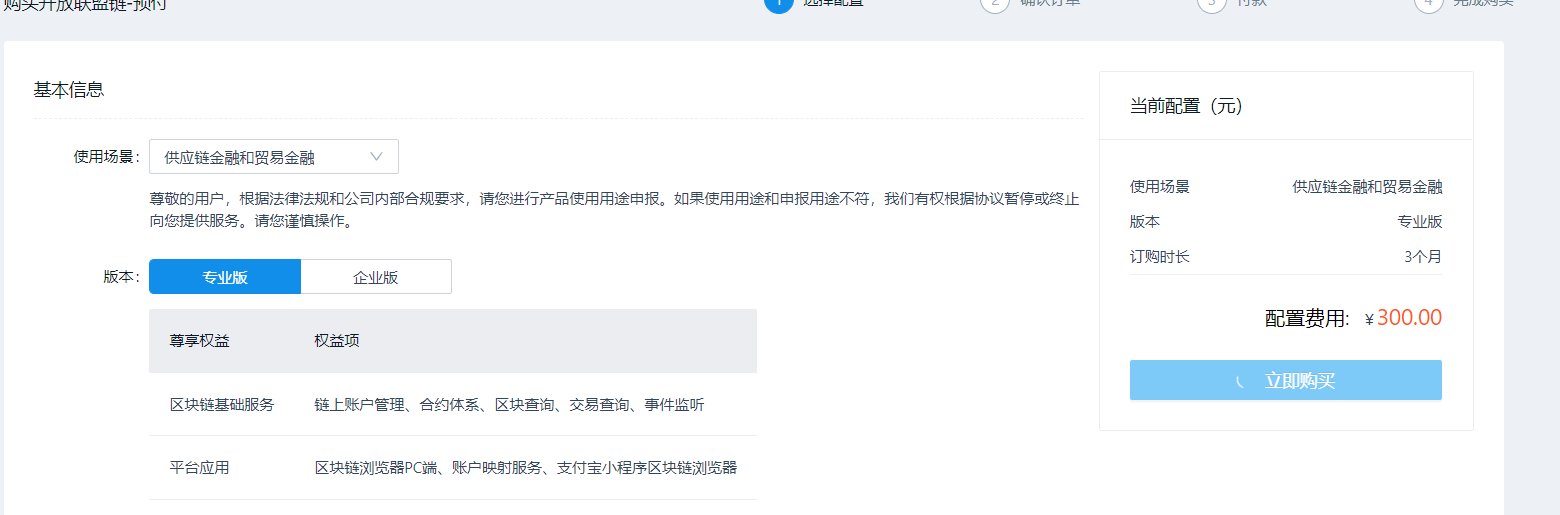 购买开放联盟链-预付
1 选择配置
2 确认订单
3 付款
4 完成购买
基本信息
使用场景：
供应链金融和贸易金融
尊敬的用户，根据法律法规和公司内部合规要求，请您进行产品使用用途申报。如果使用用途和申报用途不符，我们有权根据协议暂停或终止
向您提供服务。请您谨慎操作。
版本：
专业版 企业版
尊享权益 权益项
区块链基础服务 链上账户管理、合约体系、区块查询、交易查询、事件监听
平台应用 区块链浏览器PC端、账户映射服务、支付宝小程序区块链浏览器
当前配置（元）
使用场景 供应链金融和贸易金融
版本 专业版
订购时长 3个月
配置费用: ¥300.00
立即购买